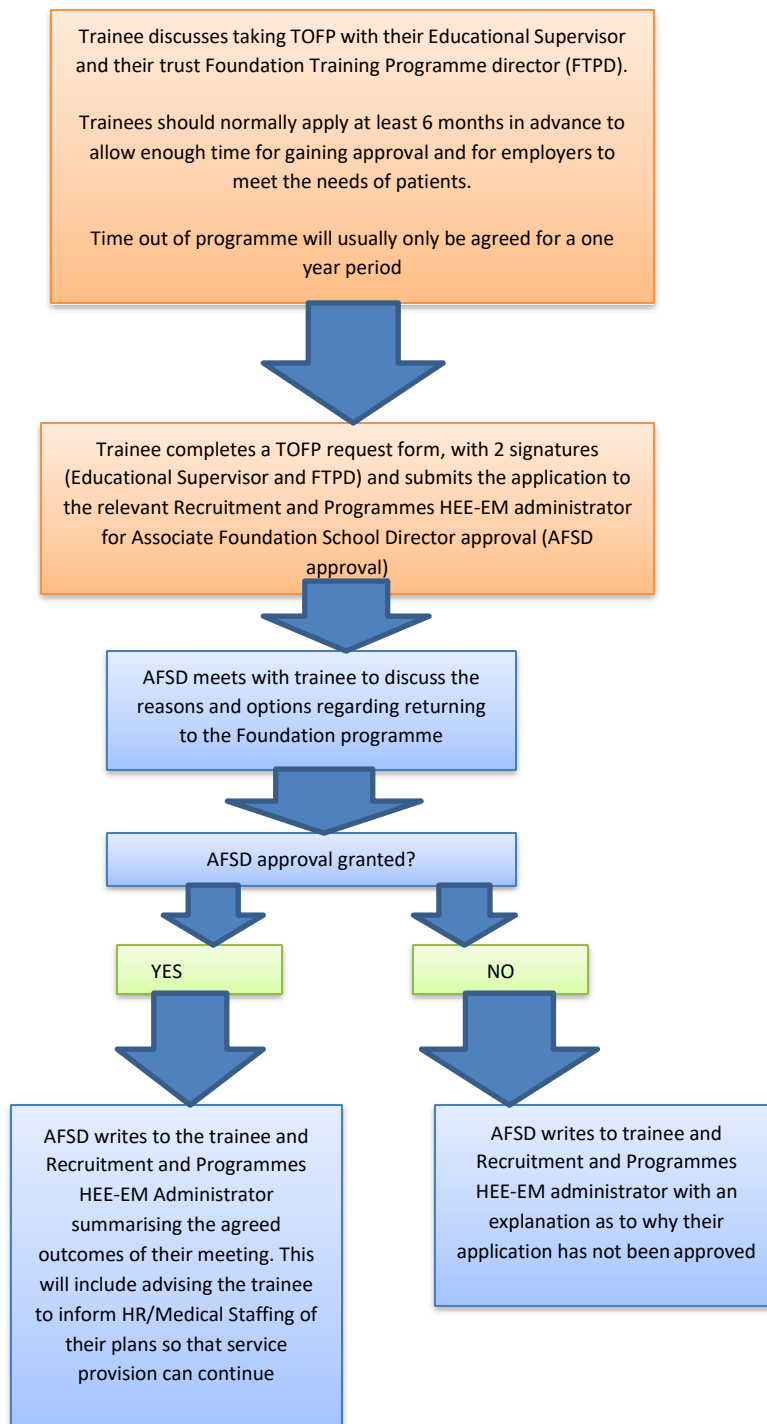 Trainee discusses taking TOFP with their Educational Supervisor
and their trust Foundation Training Programme director (FTPD).
Trainees should normally apply at least 6 months in advance to
allow enough time for gaining approval and for employers to
meet the needs of patients.
Time out of programme will usually only be agreed for a one
year period
Trainee completes a TOFP request form, with 2 signatures
(Educational Supervisor and FTPD) and submits the application to
the relevant Recruitment and Programmes HEE-EM administrator
for Associate Foundation School Director approval (AFSD
approval)
AFSD meets with trainee to discuss the
reasons and options regarding returning
to the Foundation programme
AFSD approval granted?
YES
NO
AFSD writes to the trainee and
Recruitment and Programmes
HEE-EM Administrator
summarising the agreed
outcomes of their meeting. This
will include advising the trainee
to inform HR/Medical Staffing of
their plans so that service
provision can continue
AFSD writes to trainee and
Recruitment and Programmes
HEE-EM administrator with an
explanation as to why their
application has not been approved